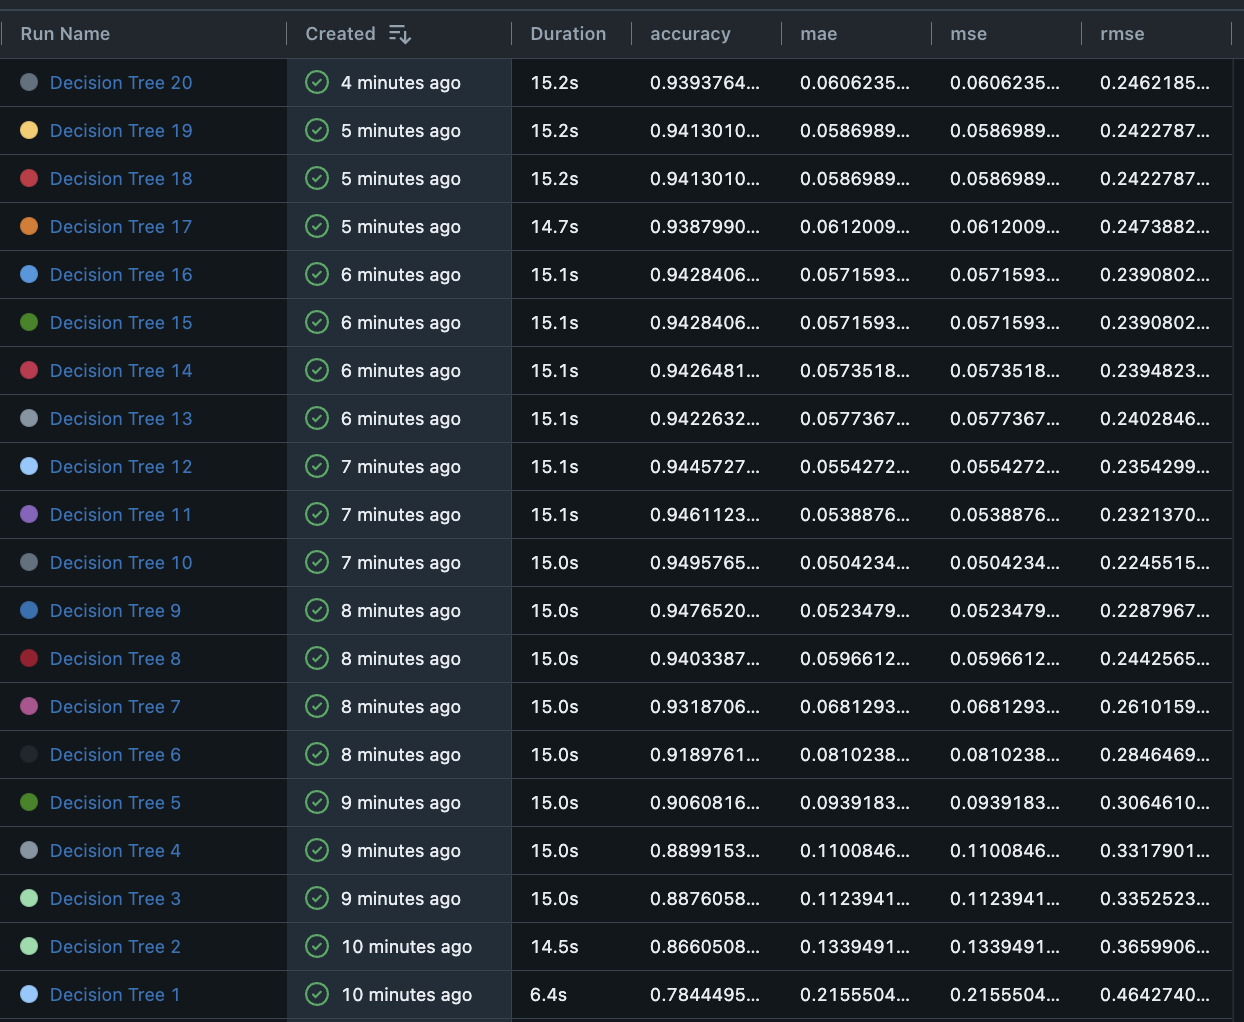 Run Name Created Duration accuracy mae mse rmse
Decision Tree 20 4 minutes ago 15.2s 0.9393764... 0.0606235... 0.0606235... 0.2462185...
Decision Tree 19 5 minutes ago 15.2s 0.9413010... 0.0586989... 0.0586989... 0.2422787...
Decision Tree 18 5 minutes ago 15.2s 0.9413010... 0.0586989... 0.0586989... 0.2422787...
Decision Tree 17 5 minutes ago 14.7s 0.9387990... 0.0612009... 0.0612009... 0.2473882...
Decision Tree 16 6 minutes ago 15.1s 0.9428406... 0.0571593... 0.0571593... 0.2390802...
Decision Tree 15 6 minutes ago 15.1s 0.9428406... 0.0571593... 0.0571593... 0.2390802...
Decision Tree 14 6 minutes ago 15.1s 0.9426481... 0.0573518... 0.0573518... 0.2394823...
Decision Tree 13 6 minutes ago 15.1s 0.9422632... 0.0577367... 0.0577367... 0.2402846...
Decision Tree 12 7 minutes ago 15.1s 0.9445727... 0.0554272... 0.0554272... 0.2354299...
Decision Tree 11 7 minutes ago 15.1s 0.9461123... 0.0538876... 0.0538876... 0.2321370...
Decision Tree 10 7 minutes ago 15.0s 0.9495765... 0.0504234... 0.0504234... 0.2245515...
Decision Tree 9 8 minutes ago 15.0s 0.9476520... 0.0523479... 0.0523479... 0.2287967...
Decision Tree 8 8 minutes ago 15.0s 0.9403387... 0.0596612... 0.0596612... 0.2442565...
Decision Tree 7 8 minutes ago 15.0s 0.9318706... 0.0681293... 0.0681293... 0.2610159...
Decision Tree 6 8 minutes ago 15.0s 0.9189761... 0.0810238... 0.0810238... 0.2846469...
Decision Tree 5 9 minutes ago 15.0s 0.9060816... 0.0939183... 0.0939183... 0.3064610...
Decision Tree 4 9 minutes ago 15.0s 0.8899153... 0.1100846... 0.1100846... 0.3317901...
Decision Tree 3 9 minutes ago 15.0s 0.8876058... 0.1123941... 0.1123941... 0.3352523...
Decision Tree 2 10 minutes ago 14.5s 0.8660508... 0.1339491... 0.1339491... 0.3659906...
Decision Tree 1 10 minutes ago 6.4s 0.7844495... 0.2155504... 0.2155504... 0.4642740...